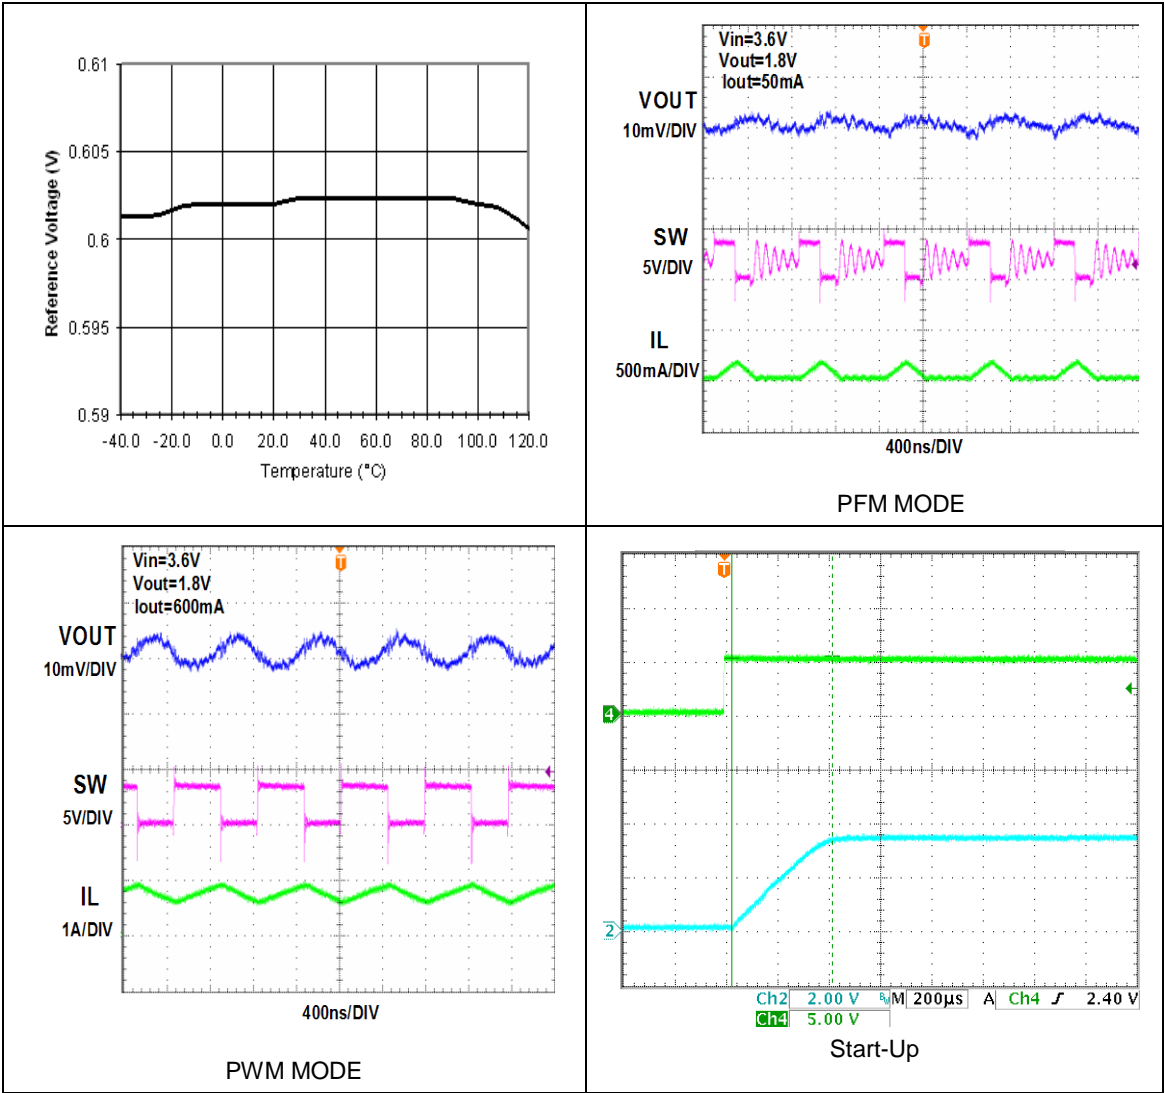 0.61
0.605
0.6
0.595
0.59
Reference Voltage (V)
-40.0 -20.0 0.0 20.0 40.0 60.0 80.0 100.0 120.0
Temperature (°C)
T
Vin=3.6V
Vout=1.8V
Iout=50mA
VOUT
10mV/DIV
SW
5V/DIV
IL
500mA/DIV
400ns/DIV
PFM MODE
T
Vin=3.6V
Vout=1.8V
Iout=600mA
VOUT
10mV/DIV
SW
5V/DIV
IL
1A/DIV
400ns/DIV
PWM MODE
T
4
2
Ch2 2.00 V BW M 200µs A Ch4 2.40 V
Ch4 5.00 V
Start-Up